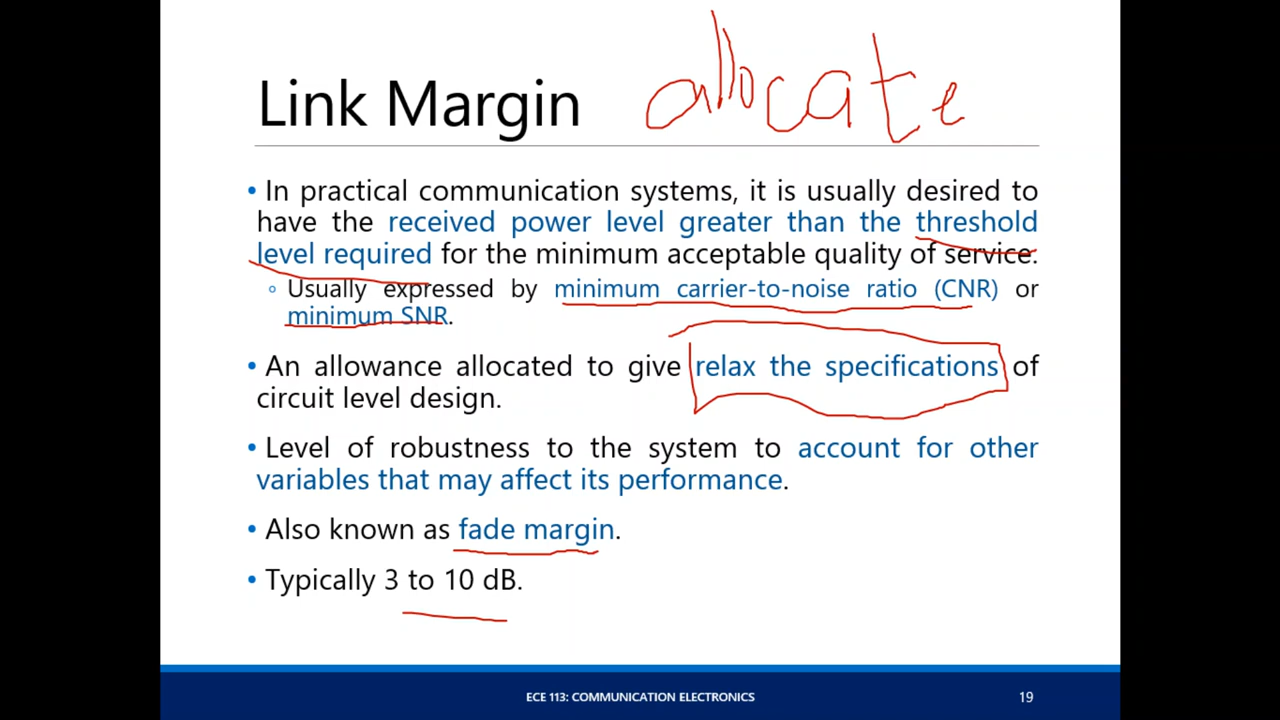 Link Margin allocate
• In practical communication systems, it is usually desired to
have the received power level greater than the threshold
level required for the minimum acceptable quality of service.
◦ Usually expressed by minimum carrier-to-noise ratio (CNR) or
minimum SNR.
• An allowance allocated to give relax the specifications of
circuit level design.
• Level of robustness to the system to account for other
variables that may affect its performance.
• Also known as fade margin.
• Typically 3 to 10 dB.
ECE 113: COMMUNICATION ELECTRONICS 19